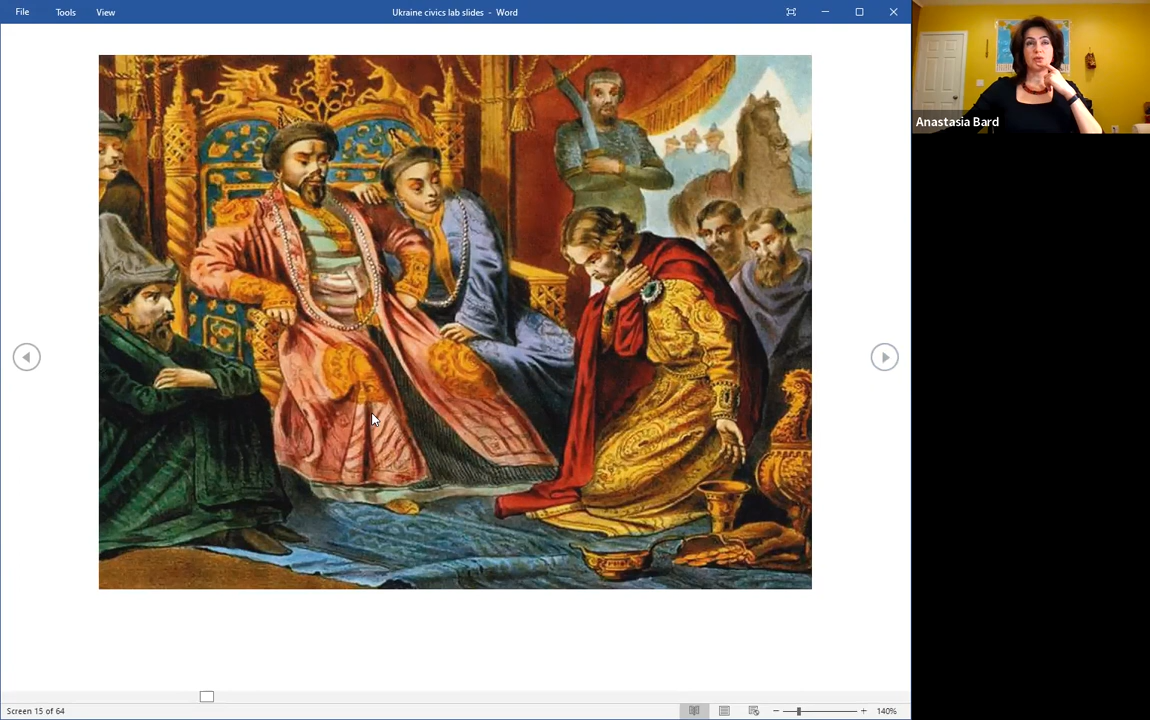 File Tools View Ukraine civics lab slides - Word
Anastasia Bard
Screen 15 of 64 140%